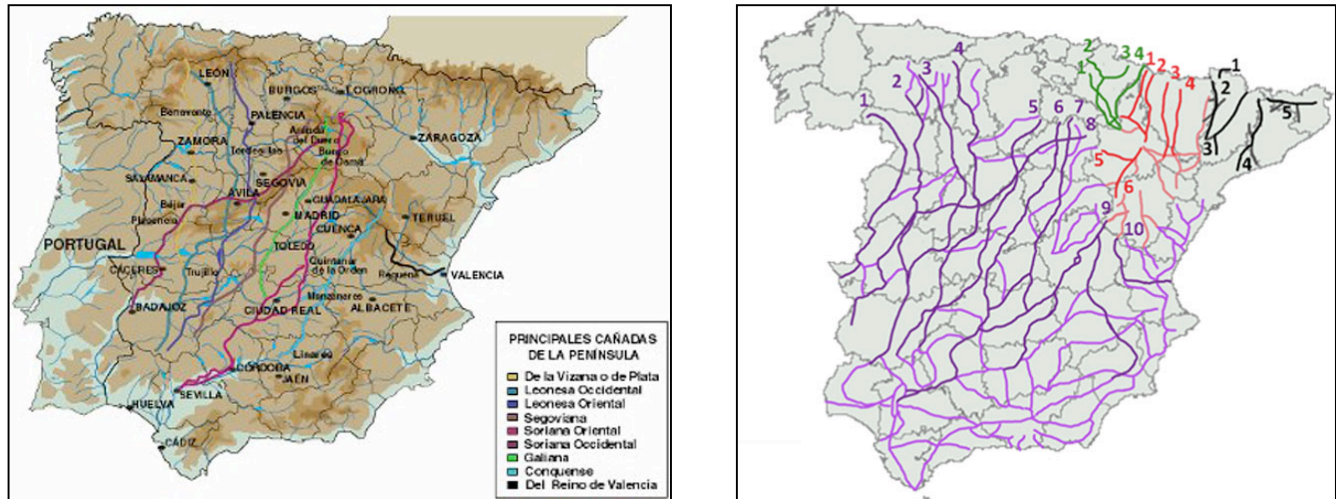 LEÓN
BURGOS
LOGROÑO
Benavente
PALENCIA
ZAMORA
Aranda
del Duero
ZARAGOZA
Tordesillas
Burgo
de Osma
SALAMANCA
SEGOVIA
AVILA
GUADALAJARA
Béjar
MADRID
TERUEL
Plasencia
CUENCA
PORTUGAL
TOLEDO
Quintanar
de la Orden
CÁCERES
Trujillo
Requena
VALENCIA
Manzanares
BADAJOZ
CIUDAD REAL
ALBACETE
Linares
CÓRDOBA
JAÉN
SEVILLA
HUELVA
CÁDIZ
PRINCIPALES CAÑADAS
DE LA PENÍNSULA
De la Vizana o de Plata
Leonesa Occidental
Leonesa Oriental
Segoviana
Soriana Oriental
Soriana Occidental
Galiana
Conquense
Del Reino de Valencia
4 2 3 4 1
2 3 1 2 3 4 1 2
1 5 6 7 8 5
5 3 4
6
9
10